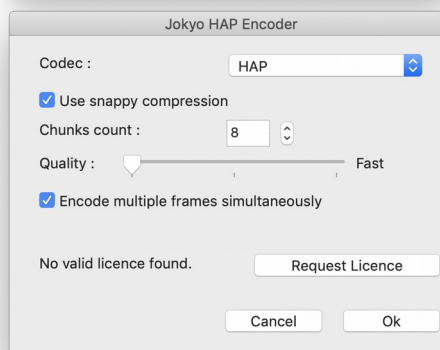 Jokyo HAP Encoder
Codec :
HAP
Use snappy compression
Chunks count :
8
Quality :
Fast
Encode multiple frames simultaneously
No valid licence found.
Request Licence
Cancel
Ok